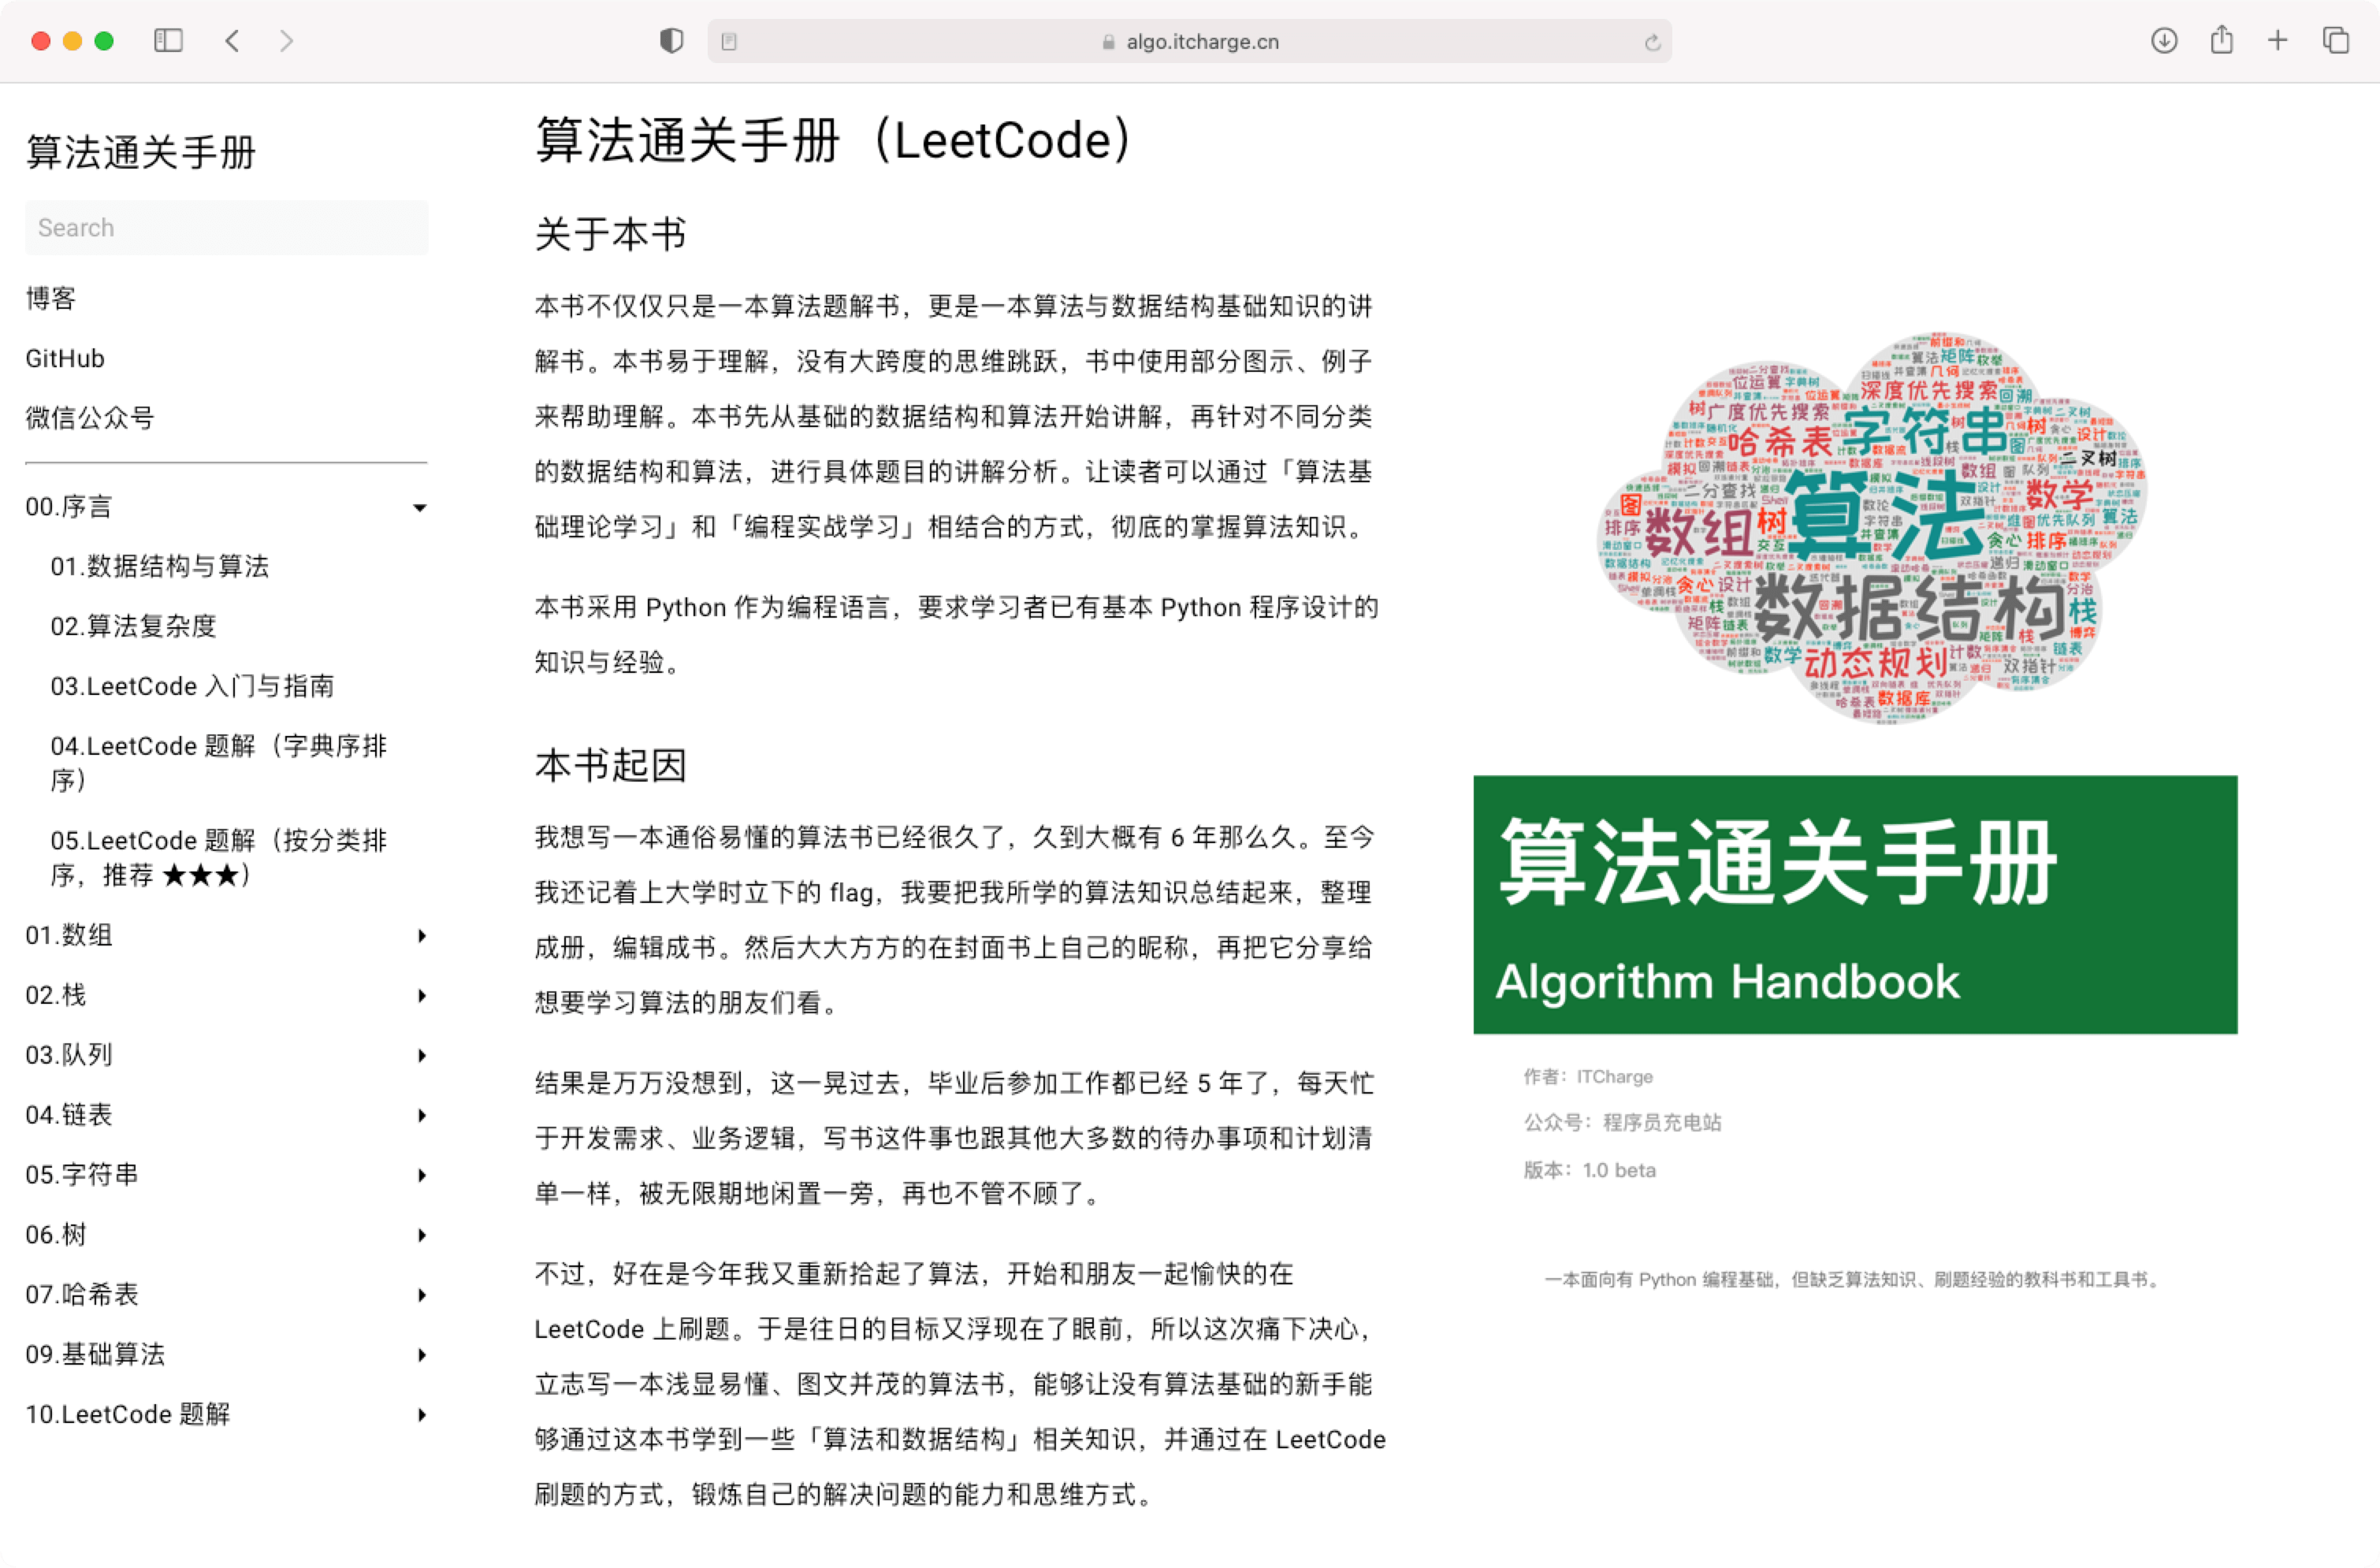 algo.itcharge.cn
算法通关手册
Search
博客
GitHub
微信公众号
00.序言
01.数据结构与算法
02.算法复杂度
03.LeetCode 入门与指南
04.LeetCode 题解（字典序排
序）
05.LeetCode 题解（按分类排
序，推荐 ★★★）
01.数组
02.栈
03.队列
04.链表
05.字符串
06.树
07.哈希表
09.基础算法
10.LeetCode 题解
算法通关手册（LeetCode）
关于本书
本书不仅仅只是一本算法题解书，更是一本算法与数据结构基础知识的讲
解书。本书易于理解，没有大跨度的思维跳跃，书中使用部分图示、例子
来帮助理解。本书先从基础的数据结构和算法开始讲解，再针对不同分类
的数据结构和算法，进行具体题目的讲解分析。让读者可以通过「算法基
础理论学习」和「编程实战学习」相结合的方式，彻底的掌握算法知识。
本书采用 Python 作为编程语言，要求学习者已有基本 Python 程序设计的
知识与经验。
本书起因
我想写一本通俗易懂的算法书已经很久了，久到大概有 6 年那么久。至今
我还记着上大学时立下的 flag，我要把我所学的算法知识总结起来，整理
成册，编辑成书。然后大大方方的在封面书上自己的昵称，再把它分享给
想要学习算法的朋友们看。
结果是万万没想到，这一晃过去，毕业后参加工作都已经 5 年了，每天忙
于开发需求、业务逻辑，写书这件事也跟其他大多数的待办事项和计划清
单一样，被无限期地闲置一旁，再也不管不顾了。
不过，好在是今年我又重新拾起了算法，开始和朋友一起愉快的在
LeetCode 上刷题。于是往日的目标又浮现在了眼前，所以这次痛下决心，
立志写一本浅显易懂、图文并茂的算法书，能够让没有算法基础的新手能
够通过这本书学到一些「算法和数据结构」相关知识，并通过在 LeetCode
刷题的方式，锻炼自己的解决问题的能力和思维方式。
前缀和
算法 矩阵 枚举
位运算 字典树
深度优先搜索 回溯
树 广度优先搜索
哈希表 字符串
二叉树
二分查找
图 数组 树 算法 数学
排序
优先队列 算法
贪心 排序
贪心 设计
数据结构 栈
矩阵 链表
数学 动态规划 计数 双指针 链表
哈希表 数据库
算法通关手册
Algorithm Handbook
作者：ITCharge
公众号：程序员充电站
版本：1.0 beta
一本面向有 Python 编程基础，但缺乏算法知识、刷题经验的教科书和工具书。